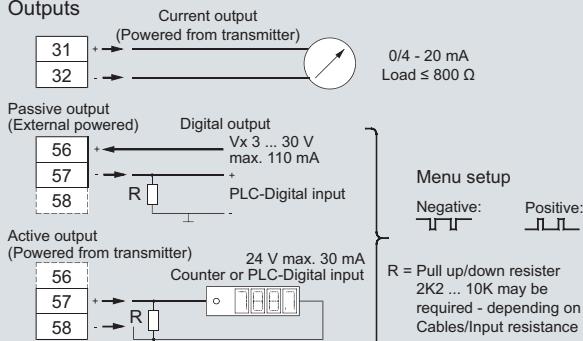 Outputs
Current output
(Powered from transmitter)
31 + 
32 -
0/4 - 20 mA
Load ≤ 800 Ω
Passive output
(External powered)
Digital output
56 + Vx 3 ... 30 V
max. 110 mA
57 - +
R PLC-Digital input
58 -
Menu setup
Negative: Positive:
Active output
(Powered from transmitter)
24 V max. 30 mA
Counter or PLC-Digital input
56
57 +
R
58 -
R = Pull up/down resister
2K2 ... 10K may be
required - depending on
Cables/Input resistance